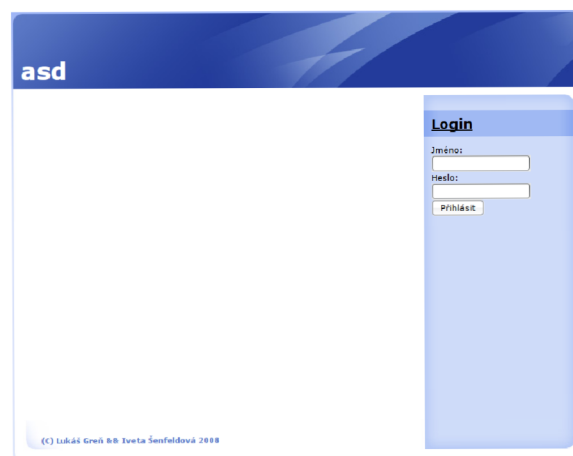 asd
Login
Jméno:
Heslo:
Přihlásit
(C) Lukáš Greň && Iveta Šenfeldová 2008